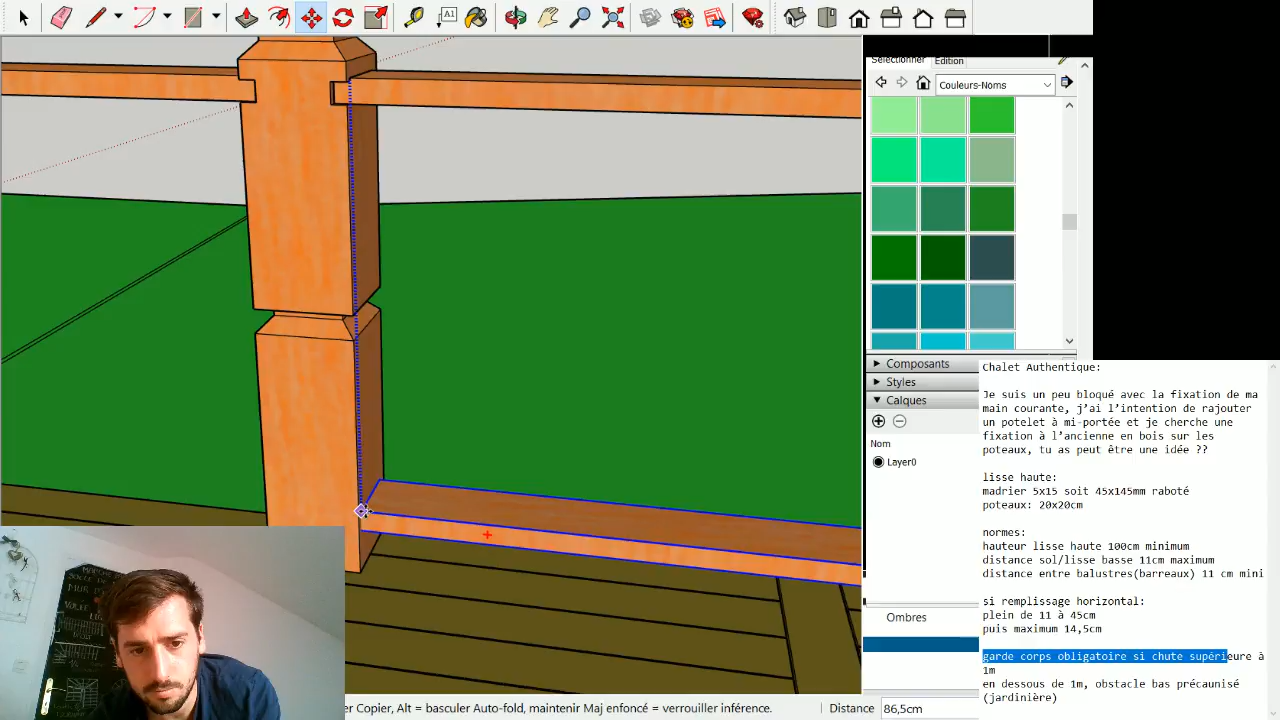 A1
Sélectionner Edition
Couleurs-Noms
Composants
Styles
Calques
Nom
Layer0
Ombres
r Copier, Alt = basculer Auto-fold, maintenir Maj enfoncé = verrouiller inférence.
Distance 86,5cm
Chalet Authentique:
Je suis un peu bloqué avec la fixation de ma
main courante, j’ai l’intention de rajouter
un potelet à mi-portée et je cherche une
fixation à l’ancienne en bois sur les
poteaux, tu as peut être une idée ??
lisse haute:
madrier 5x15 soit 45x145mm raboté
poteaux: 20x20cm
normes:
hauteur lisse haute 100cm minimum
distance sol/lisse basse 11cm maximum
distance entre balustres(barreaux) 11 cm mini
si remplissage horizontal:
plein de 11 à 45cm
puis maximum 14,5cm
garde corps obligatoire si chute supérieure à
1m
en dessous de 1m, obstacle bas précaunisé
(jardinière)